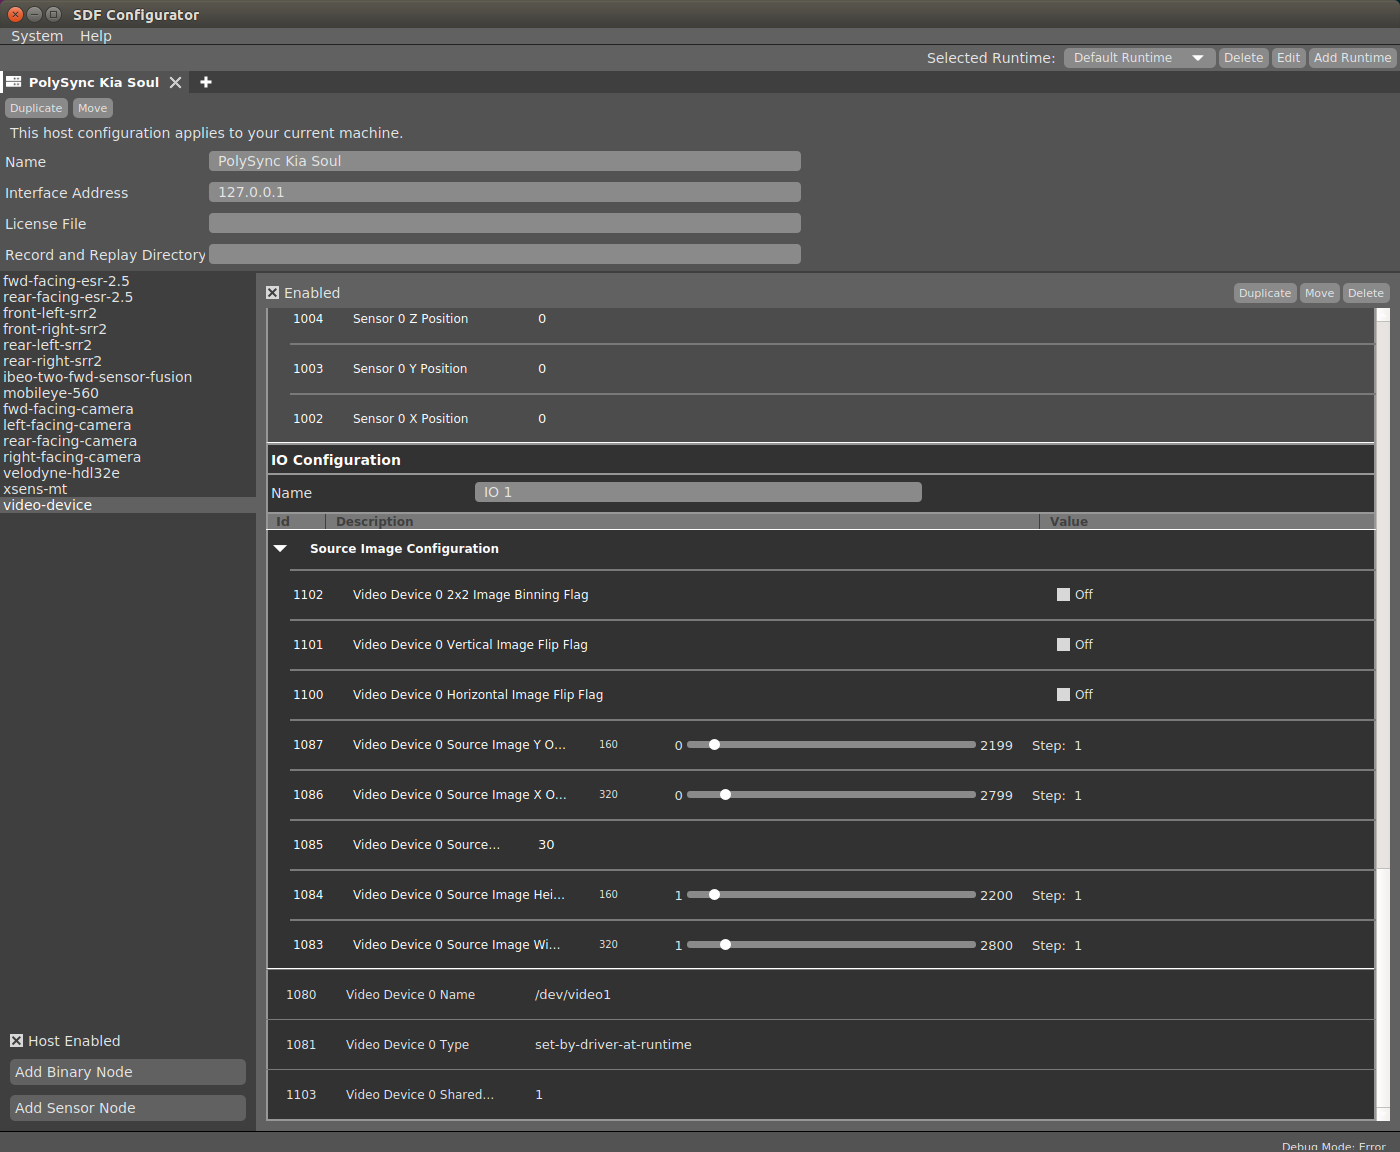 SDF Configurator
System Help
Selected Runtime: Default Runtime Delete Edit Add Runtime
PolySync Kia Soul
Duplicate Move
This host configuration applies to your current machine.
Name PolySync Kia Soul
Interface Address 127.0.0.1
License File
Record and Replay Directory
fwd-facing-esr-2.5
rear-facing-esr-2.5
front-left-srr2
front-right-srr2
rear-left-srr2
rear-right-srr2
ibeo-two-fwd-sensor-fusion
mobileye-560
fwd-facing-camera
left-facing-camera
rear-facing-camera
right-facing-camera
velodyne-hdl32e
xsens-mt
video-device
Host Enabled
Add Binary Node
Add Sensor Node
Enabled Duplicate Move Delete
1004 Sensor 0 Z Position 0
1003 Sensor 0 Y Position 0
1002 Sensor 0 X Position 0
IO Configuration
Name IO 1
Id Description Value
Source Image Configuration
1102 Video Device 0 2x2 Image Binning Flag Off
1101 Video Device 0 Vertical Image Flip Flag Off
1100 Video Device 0 Horizontal Image Flip Flag Off
1087 Video Device 0 Source Image Y O... 160 0 2199 Step: 1
1086 Video Device 0 Source Image X O... 320 0 2799 Step: 1
1085 Video Device 0 Source... 30
1084 Video Device 0 Source Image Hei... 160 1 2200 Step: 1
1083 Video Device 0 Source Image Wi... 320 1 2800 Step: 1
1080 Video Device 0 Name /dev/video1
1081 Video Device 0 Type set-by-driver-at-runtime
1103 Video Device 0 Shared... 1
Debug Mode: Error